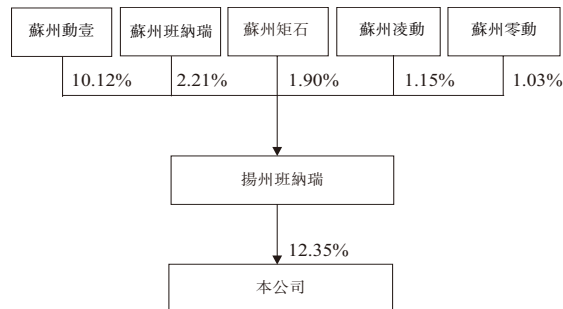 蘇州動壹
蘇州班納瑞
蘇州矩石
蘇州凌動
蘇州零動
10.12%
2.21%
1.90%
1.15%
1.03%
揚州班納瑞
12.35%
本公司